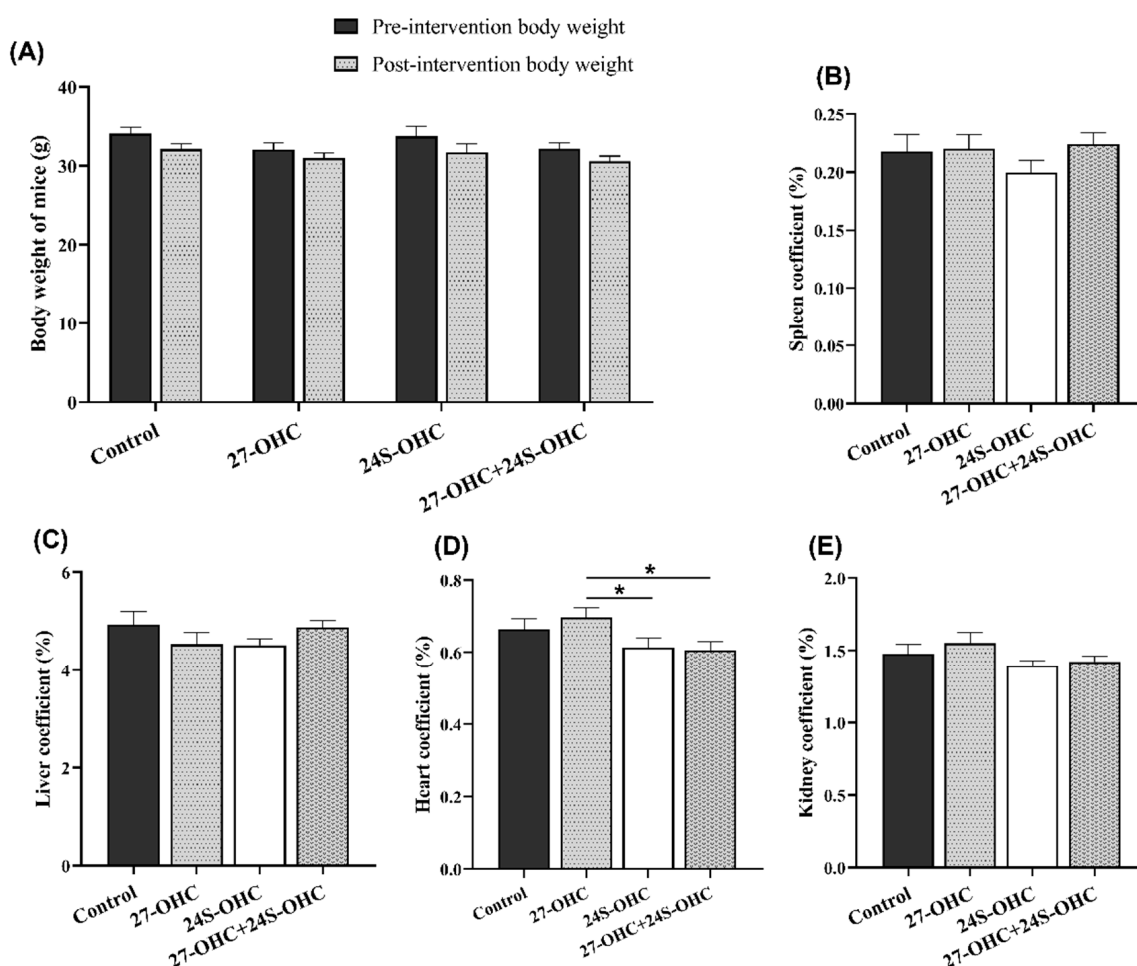 Pre-intervention body weight
Post-intervention body weight
(A)
Body weight of mice (g)
40
30
20
10
0
Control
27-OHC
24S-OHC
27-OHC+24S-OHC
(B)
Spleen coefficient (%)
0.25
0.20
0.15
0.10
0.05
0.00
Control
27-OHC
24S-OHC
27-OHC+24S-OHC
(C)
Liver coefficient (%)
6
4
2
0
Control
27-OHC
24S-OHC
27-OHC+24S-OHC
(D)
Heart coefficient (%)
0.8
0.6
0.4
0.2
0.0
*
*
Control
27-OHC
24S-OHC
27-OHC+24S-OHC
(E)
Kidney coefficient (%)
2.0
1.5
1.0
0.5
0.0
Control
27-OHC
24S-OHC
27-OHC+24S-OHC